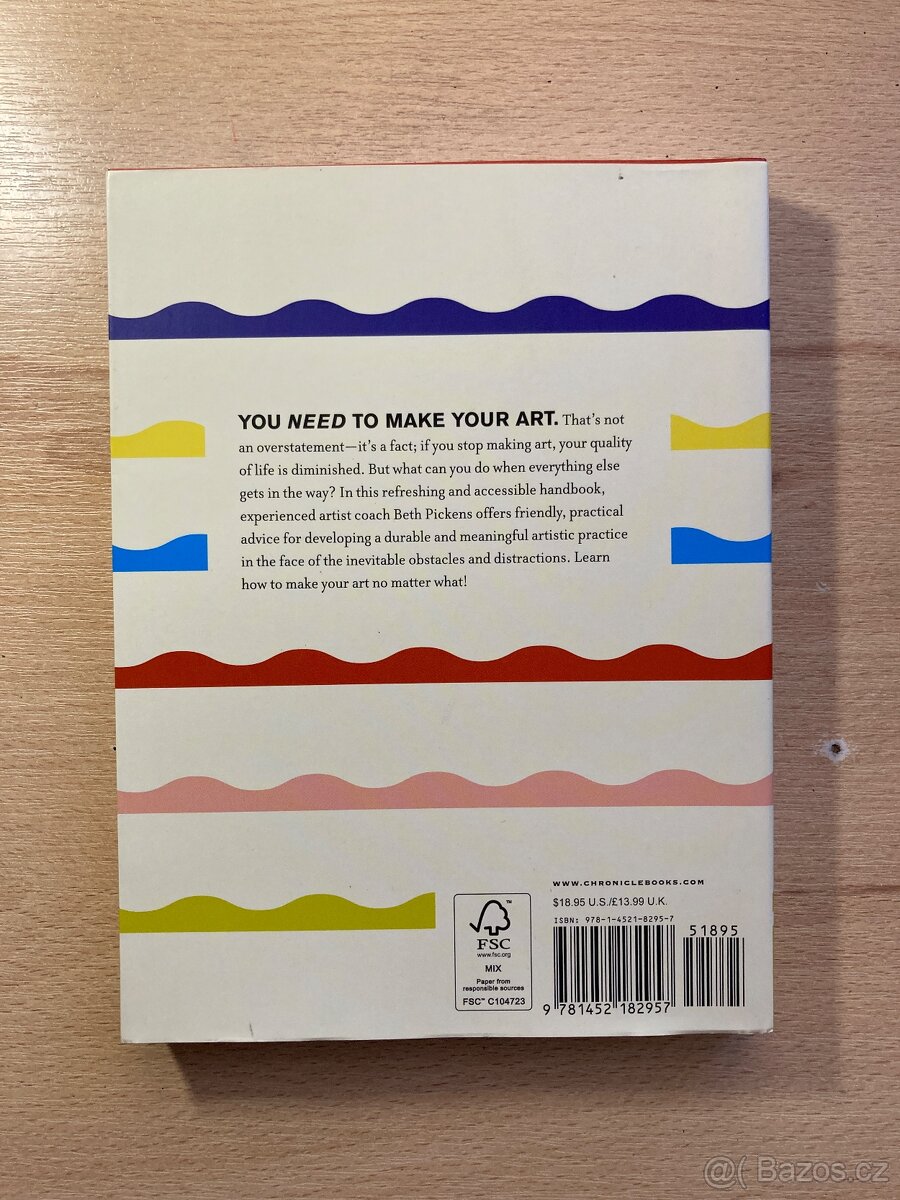 YOU NEED TO MAKE YOUR ART. That's not
an overstatement—it's a fact; if you stop making art, your quality
of life is diminished. But what can you do when everything else
gets in the way? In this refreshing and accessible handbook,
experienced artist coach Beth Pickens offers friendly, practical
advice for developing a durable and meaningful artistic practice
in the face of the inevitable obstacles and distractions. Learn
how to make your art no matter what!
WWW.CHRONICLEBOOKS.COM
$18.95 U.S./£13.99 U.K.
ISBN: 978-1-4521-8295-7
51895
9 781452 182957
FSC™
www.fsc.org
MIX
Paper from
responsible sources
FSC™ C104723
@( Bazos.cz